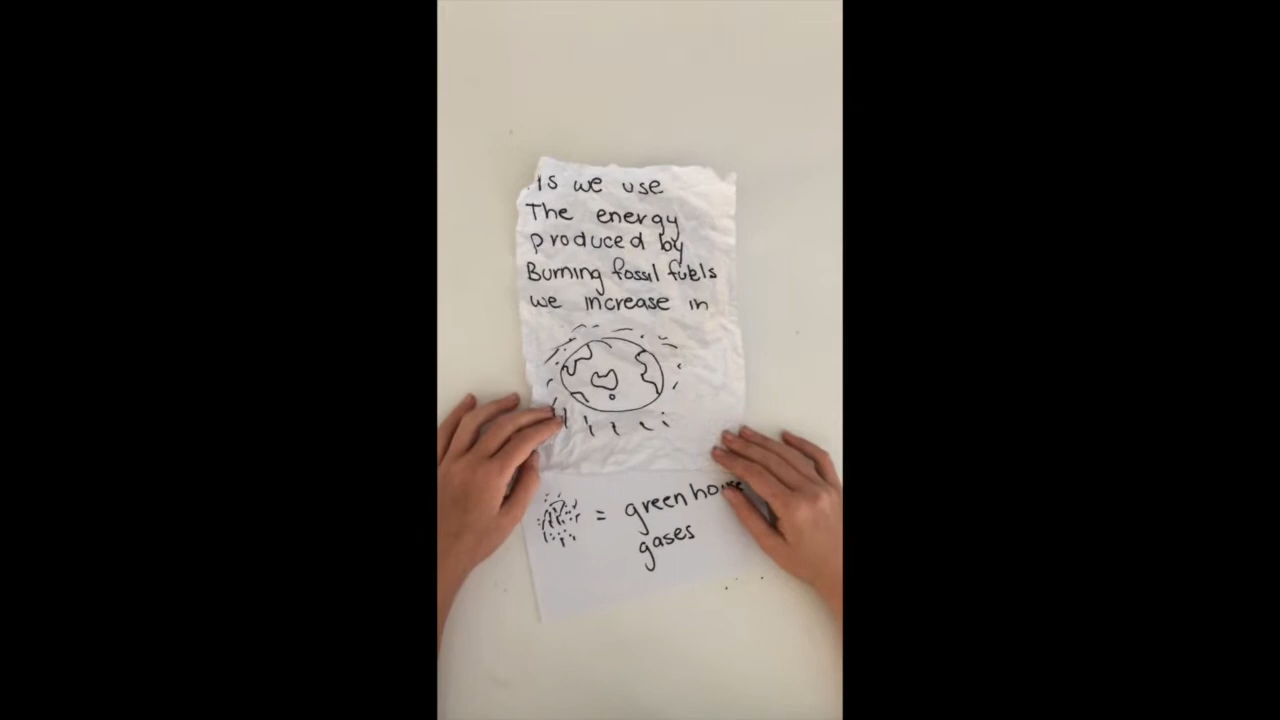 As we use
The energy
produced by
Burning fossil fuels
we increase in
= greenhouse
gases